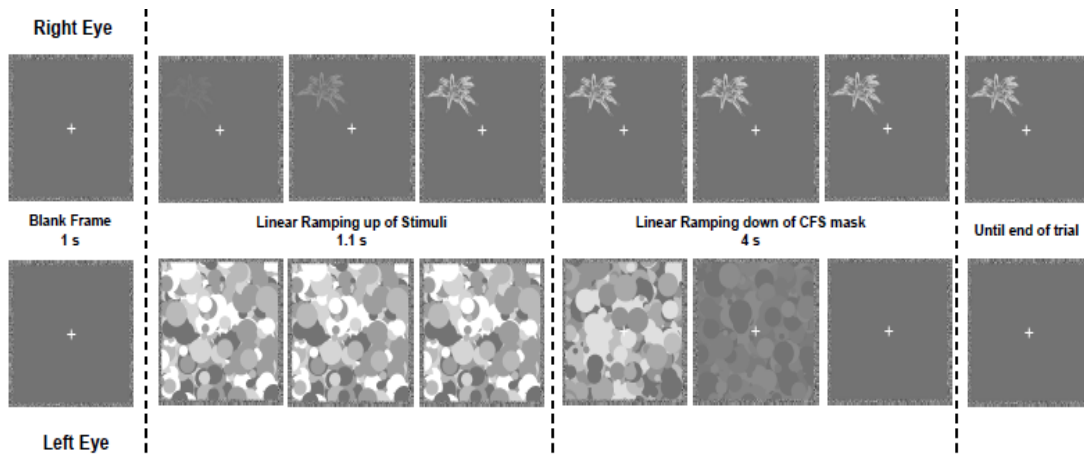 Right Eye
Blank Frame
1 s
Linear Ramping up of Stimuli
1.1 s
Linear Ramping down of CFS mask
4 s
Until end of trial
Left Eye